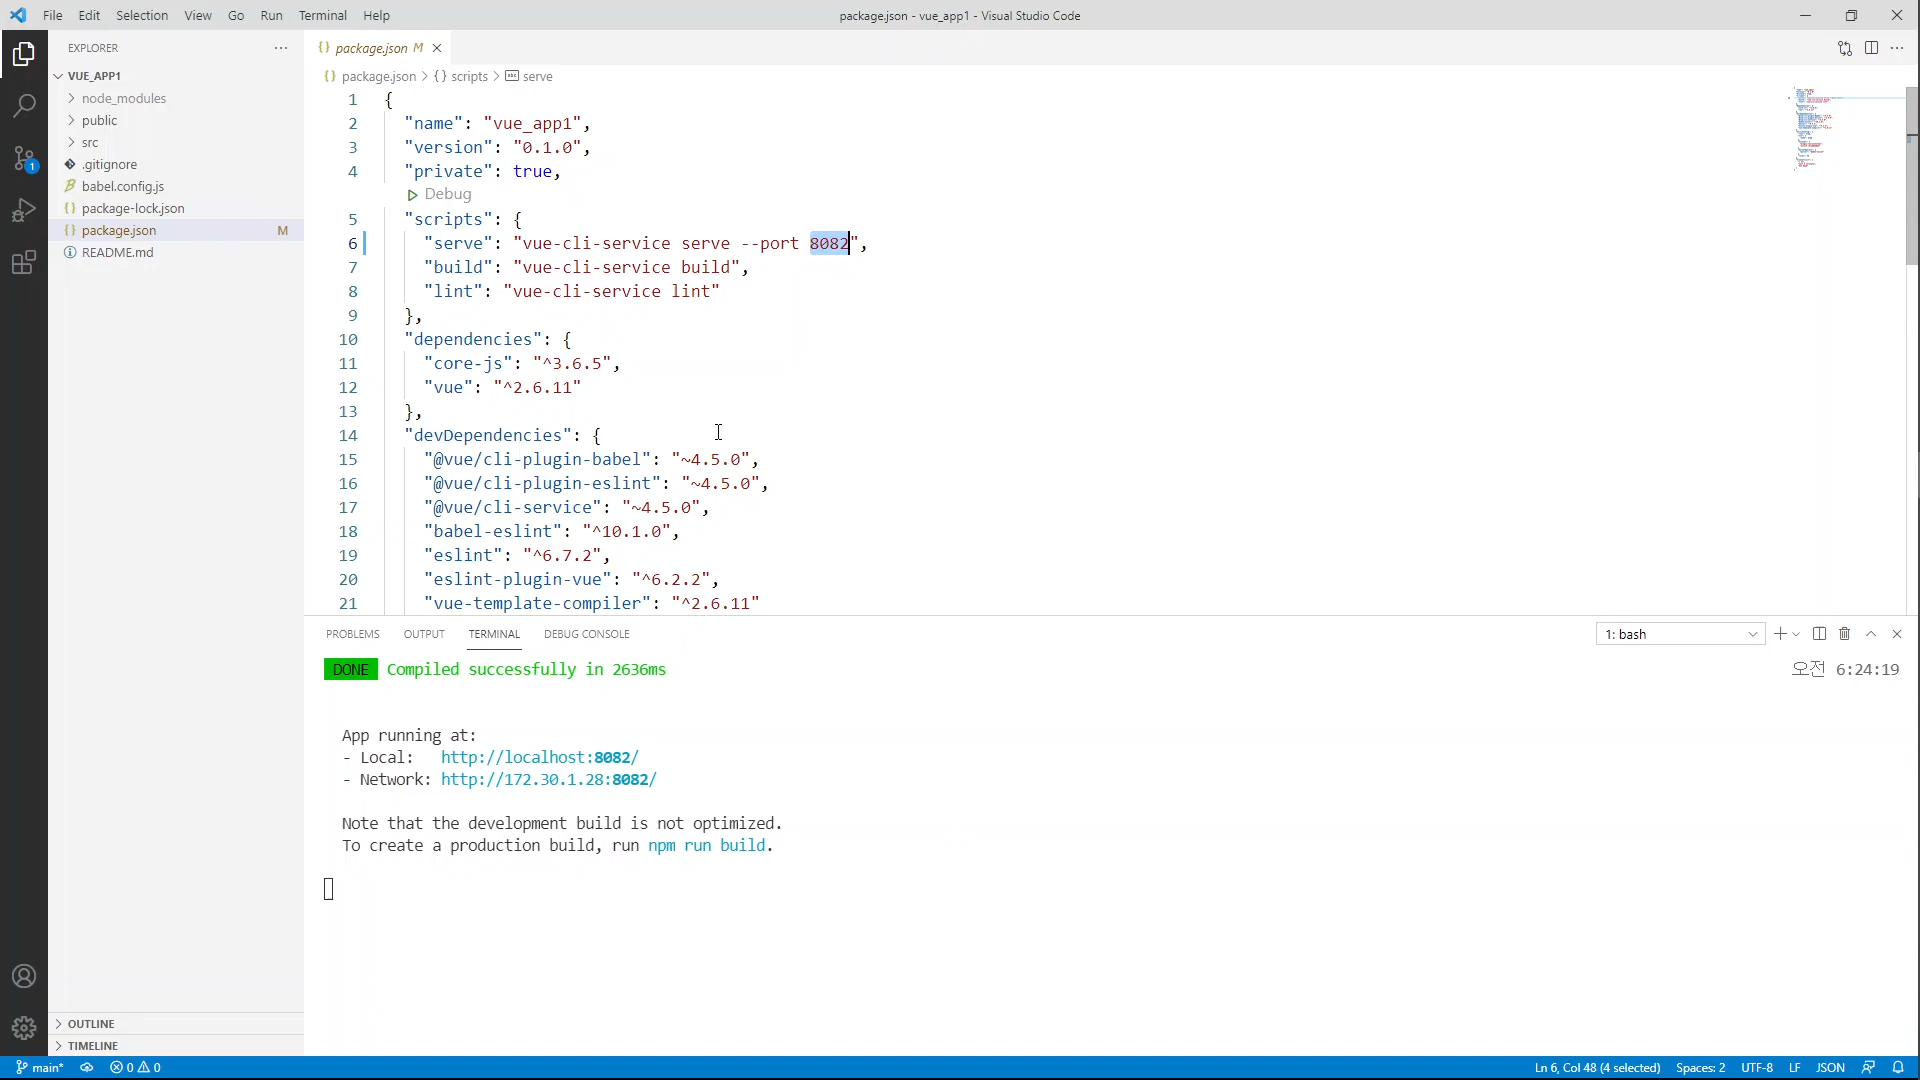 File Edit Selection View Go Run Terminal Help
package.json - vue_app1 - Visual Studio Code
EXPLORER
VUE_APP1
node_modules
public
src
.gitignore
babel.config.js
package-lock.json
package.json M
README.md
OUTLINE
TIMELINE
1
package.json M
package.json > {} scripts > serve
1 {
2 "name": "vue_app1",
3 "version": "0.1.0",
4 "private": true,
Debug
5 "scripts": {
6 "serve": "vue-cli-service serve --port 8082",
7 "build": "vue-cli-service build",
8 "lint": "vue-cli-service lint"
9 },
10 "dependencies": {
11 "core-js": "^3.6.5",
12 "vue": "^2.6.11"
13 },
14 "devDependencies": {
15 "@vue/cli-plugin-babel": "~4.5.0",
16 "@vue/cli-plugin-eslint": "~4.5.0",
17 "@vue/cli-service": "~4.5.0",
18 "babel-eslint": "^10.1.0",
19 "eslint": "^6.7.2",
20 "eslint-plugin-vue": "^6.2.2",
21 "vue-template-compiler": "^2.6.11"
PROBLEMS OUTPUT TERMINAL DEBUG CONSOLE
1: bash
DONE Compiled successfully in 2636ms 오전 6:24:19
App running at:
- Local: http://localhost:8082/
- Network: http://172.30.1.28:8082/
Note that the development build is not optimized.
To create a production build, run npm run build.
main* 0 0
Ln 6, Col 48 (4 selected) Spaces: 2 UTF-8 LF JSON